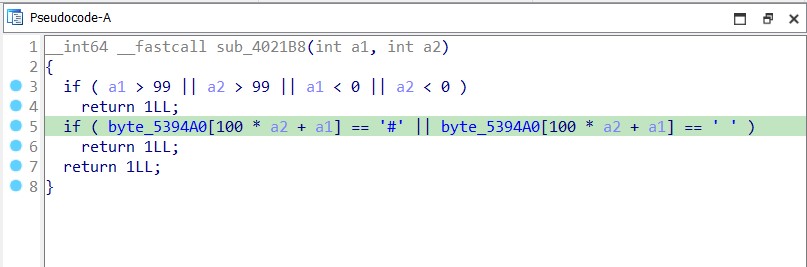 Pseudocode-A
1 __int64 __fastcall sub_4021B8(int a1, int a2)
2 {
3   if ( a1 > 99 || a2 > 99 || a1 < 0 || a2 < 0 )
4     return 1LL;
5   if ( byte_5394A0[100 * a2 + a1] == '#' || byte_5394A0[100 * a2 + a1] == ' ' )
6     return 1LL;
7   return 1LL;
8 }